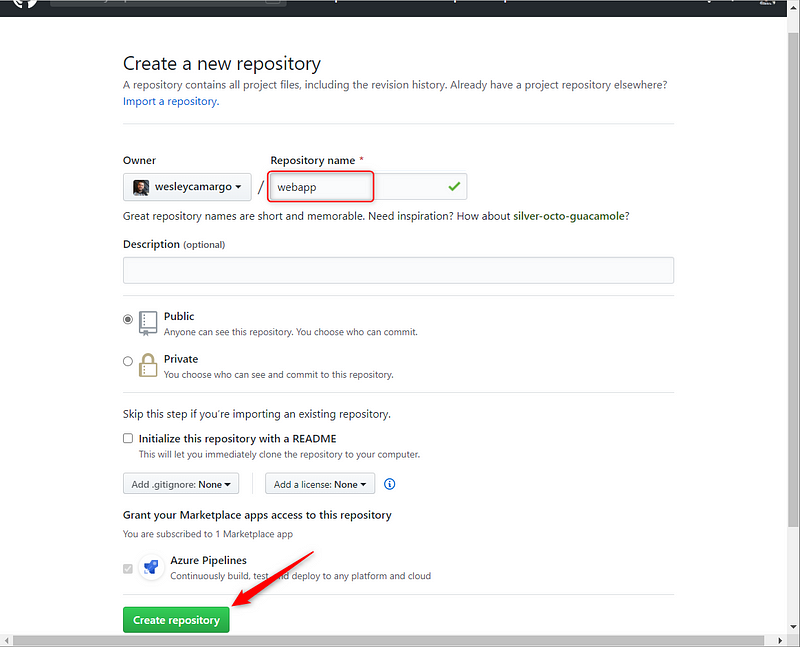 Create a new repository
A repository contains all project files, including the revision history. Already have a project repository elsewhere?
Import a repository.
Owner
Repository name *
wesleycamargo
/
webapp
Great repository names are short and memorable. Need inspiration? How about silver-octo-guacamole?
Description (optional)
Public
Anyone can see this repository. You choose who can commit.
Private
You choose who can see and commit to this repository.
Skip this step if you're importing an existing repository.
Initialize this repository with a README
This will let you immediately clone the repository to your computer.
Add .gitignore: None
Add a license: None
Grant your Marketplace apps access to this repository
You are subscribed to 1 Marketplace app
Azure Pipelines
Continuously build, test, and deploy to any platform and cloud
Create repository